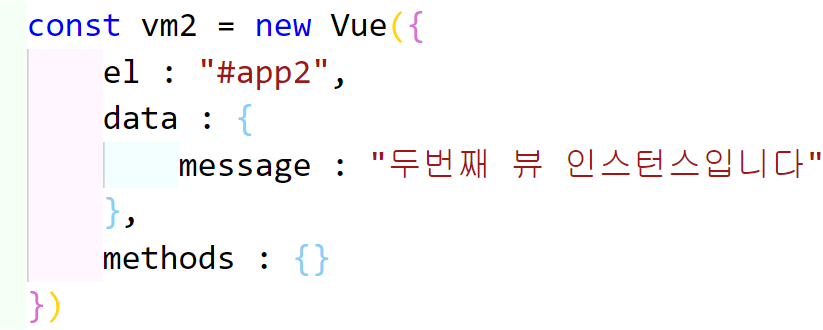 const vm2 = new Vue({
    el : "#app2",
    data : {
        message : "두번째 뷰 인스턴스입니다"
    },
    methods : {}
})